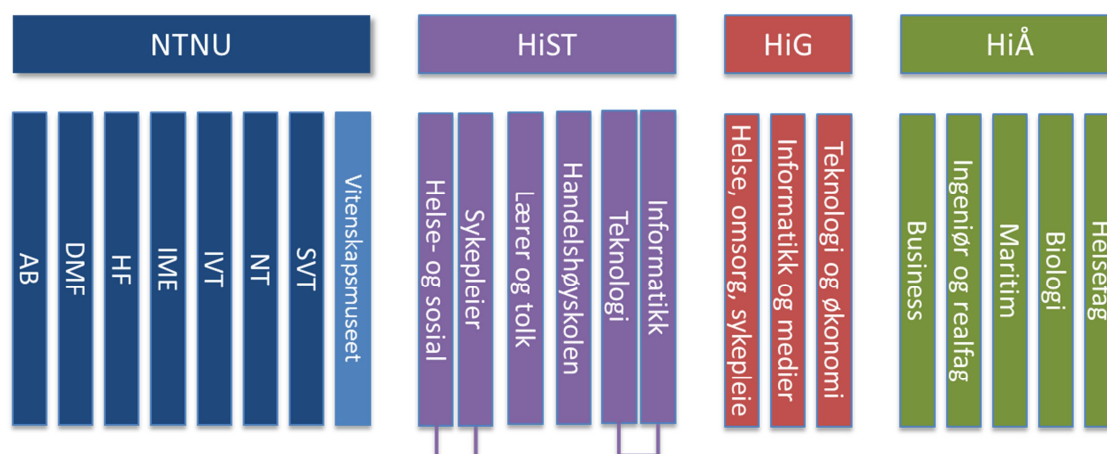 NTNU
HiST
HiG
HiÅ
AB
DMF
HF
IME
IVT
NT
SVT
Vitenskapsmuseet
Helse- og sosial
Sykepleier
Lærer og tolk
Handelshøyskolen
Teknologi
Informatikk
Helse, omsorg, sykepleie
Informatikk og medier
Teknologi og økonomi
Business
Ingeniør og realfag
Maritim
Biologi
Helsefag